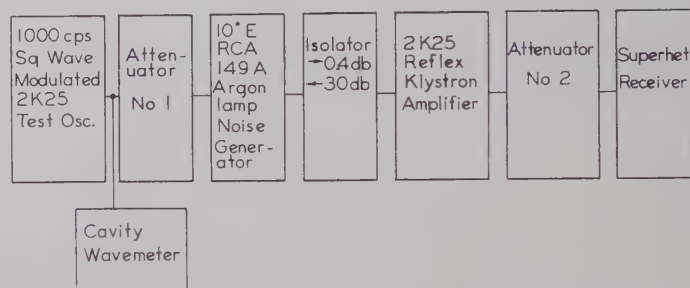 1000 cps
Sq Wave
Modulated
2K25
Test Osc.
Atten-
uator
No 1
10° E
RCA
149 A
Argon
lamp
Noise
Gener-
ator
Isolator
→0.4db
←30db
2K25
Reflex
Klystron
Amplifier
Attenuator
No 2
Superhet
Receiver
Cavity
Wavemeter